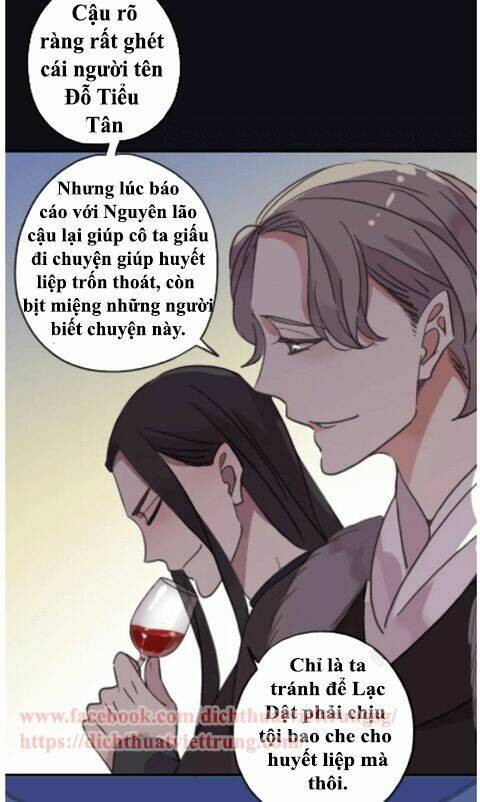 Cậu rõ
ràng rất ghét
cái người tên
Đỗ Tiểu
Tân
Nhưng lúc báo
cáo với Nguyên lão
cậu lại giúp cô ta giấu
đi chuyện giúp huyết
liệp trốn thoát, còn
bịt miệng những người
biết chuyện này.
Chỉ là ta
tránh để Lạc
Dật phải chịu
tội bao che cho
huyết liệp mà
thôi.
www.facebook.com/dichthuatviettrung
https://dichthuatviettrung.com/